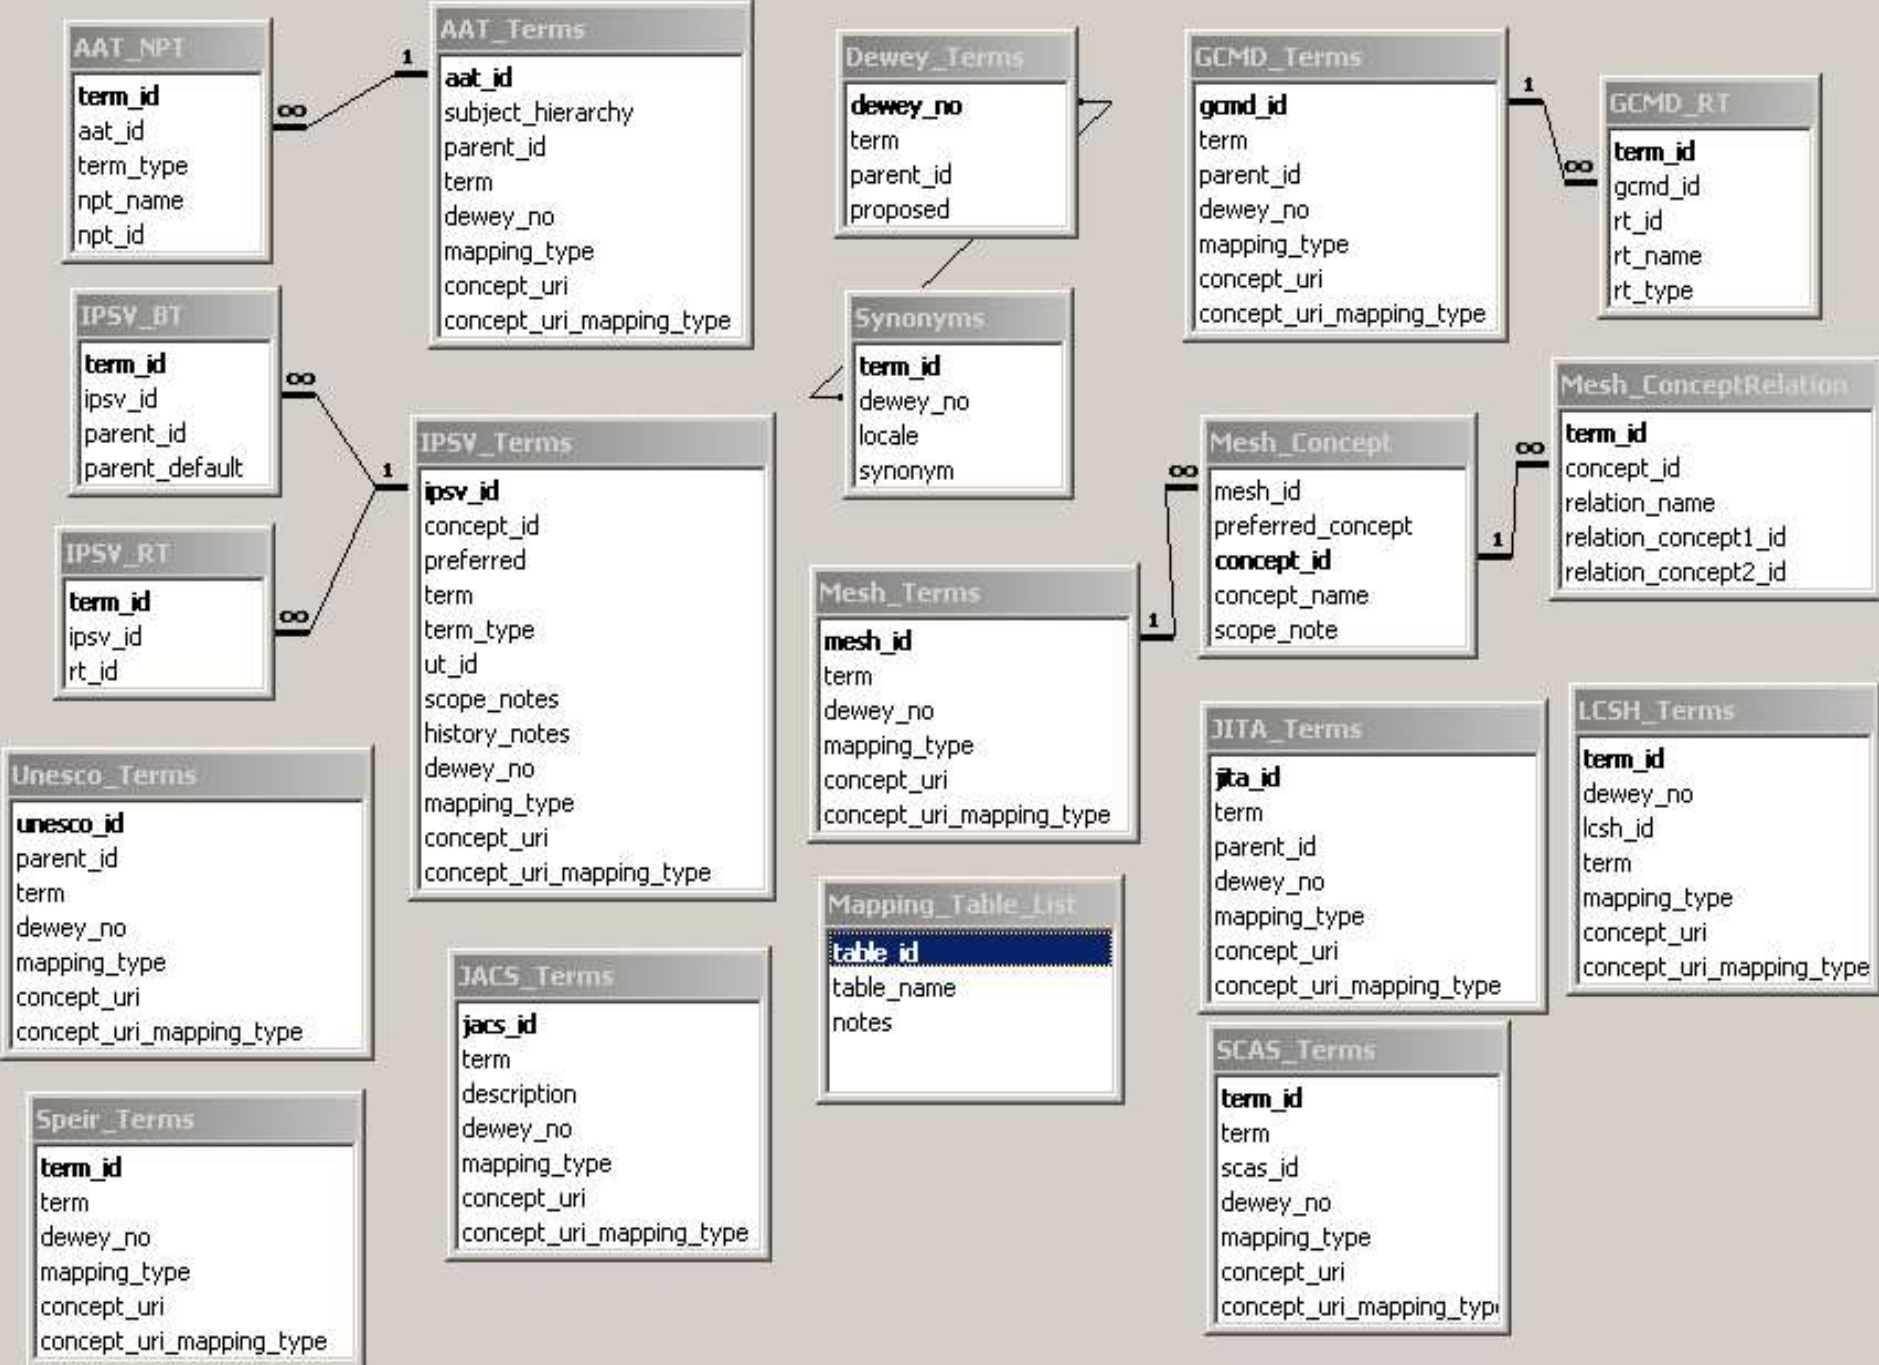 AAT_NPT
term_id
aat_id
term_type
npt_name
npt_id
AAT_Terms
aat_id
subject_hierarchy
parent_id
term
dewey_no
mapping_type
concept_uri
concept_uri_mapping_type
1
∞
Dewey_Terms
dewey_no
term
parent_id
proposed
GCMD_Terms
gcmd_id
term
parent_id
dewey_no
mapping_type
concept_uri
concept_uri_mapping_type
1
∞
GCMD_RT
term_id
gcmd_id
rt_id
rt_name
rt_type
IPSV_BT
term_id
ipsv_id
parent_id
parent_default
∞
1
∞
IPSV_RT
term_id
ipsv_id
rt_id
IPSV_Terms
ipsv_id
concept_id
preferred
term
term_type
ut_id
scope_notes
history_notes
dewey_no
mapping_type
concept_uri
concept_uri_mapping_type
Synonyms
term_id
dewey_no
locale
synonym
Mesh_Terms
mesh_id
term
dewey_no
mapping_type
concept_uri
concept_uri_mapping_type
1
∞
Mesh_Concept
mesh_id
preferred_concept
concept_id
concept_name
scope_note
1
∞
Mesh_ConceptRelation
term_id
concept_id
relation_name
relation_concept1_id
relation_concept2_id
Unesco_Terms
unesco_id
parent_id
term
dewey_no
mapping_type
concept_uri
concept_uri_mapping_type
JACS_Terms
jacs_id
term
description
dewey_no
mapping_type
concept_uri
concept_uri_mapping_type
Mapping_Table_List
table_id
table_name
notes
JITA_Terms
jita_id
term
parent_id
dewey_no
mapping_type
concept_uri
concept_uri_mapping_type
LCSH_Terms
term_id
dewey_no
lcsh_id
term
mapping_type
concept_uri
concept_uri_mapping_type
Speir_Terms
term_id
term
dewey_no
mapping_type
concept_uri
concept_uri_mapping_type
SCAS_Terms
term_id
term
scas_id
dewey_no
mapping_type
concept_uri
concept_uri_mapping_typ